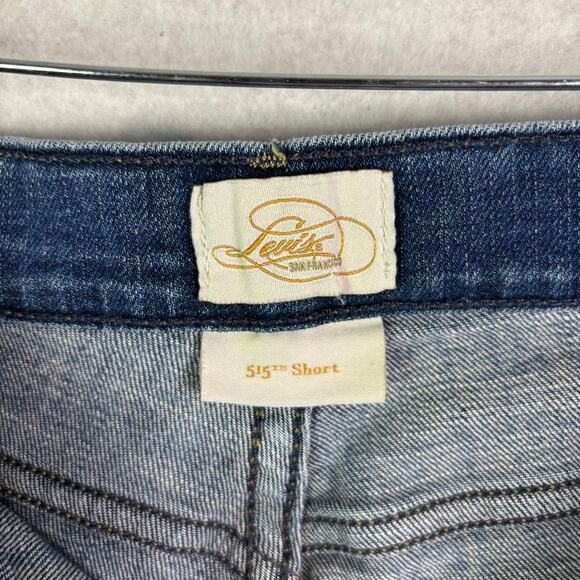 Levi's®
SAN FRANCISCO
515™ Short